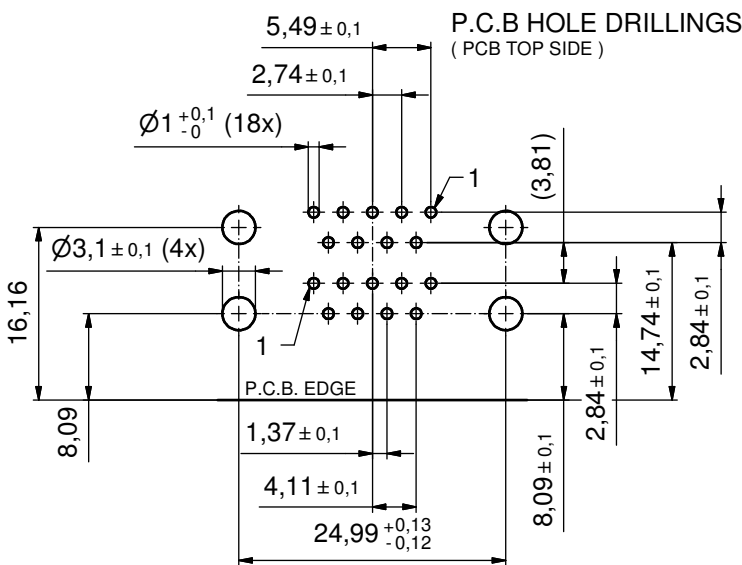 5,49 ± 0,1
P.C.B HOLE DRILLINGS
( PCB TOP SIDE )
2,74 ± 0,1
Ø1 +0,1 -0 (18x)
1
(3,81)
Ø3,1 ± 0,1 (4x)
16,16
8,09
1
P.C.B. EDGE
1,37 ± 0,1
4,11 ± 0,1
24,99 +0,13 -0,12
8,09 ± 0,1
2,84 ± 0,1
14,74 ± 0,1
2,84 ± 0,1